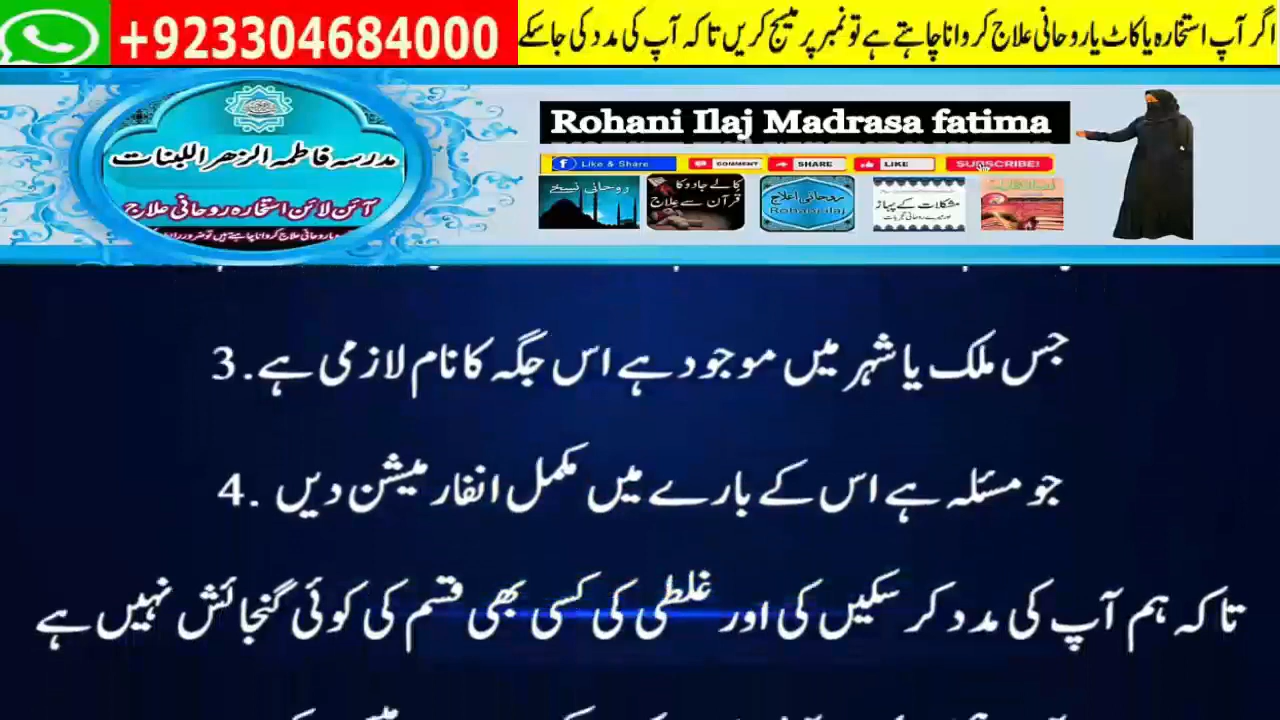 +923304684000
اگر آپ استخارہ یا کاٹ یا روحانی علاج کروانا چاہتے ہے تو نمبر پر میسج کریں تا کہ آپ کی مدد کی جا سکے
مدرسہ فاطمہ الزھرا للبنات
آن لائن استخارہ روحانی علاج
Rohani Ilaj Madrasa fatima
Like & Share COMMENT SHARE LIKE SUBSCRIBE!
روحانی نسخے
کالے جادو کا
قرآن سے علاج
روحانی علاج
Rohani Ilaj
مشکلات کے پہاڑ
جس ملک یا شہر میں موجود ہے اس جگہ کا نام لازمی ہے.3
جو مسئلہ ہے اس کے بارے میں مکمل انفارمیشن دیں .4
تاکہ ہم آپ کی مدد کر سکیں کی اور غلطی کی کسی بھی قسم کی کوئی گنجائش نہیں ہے